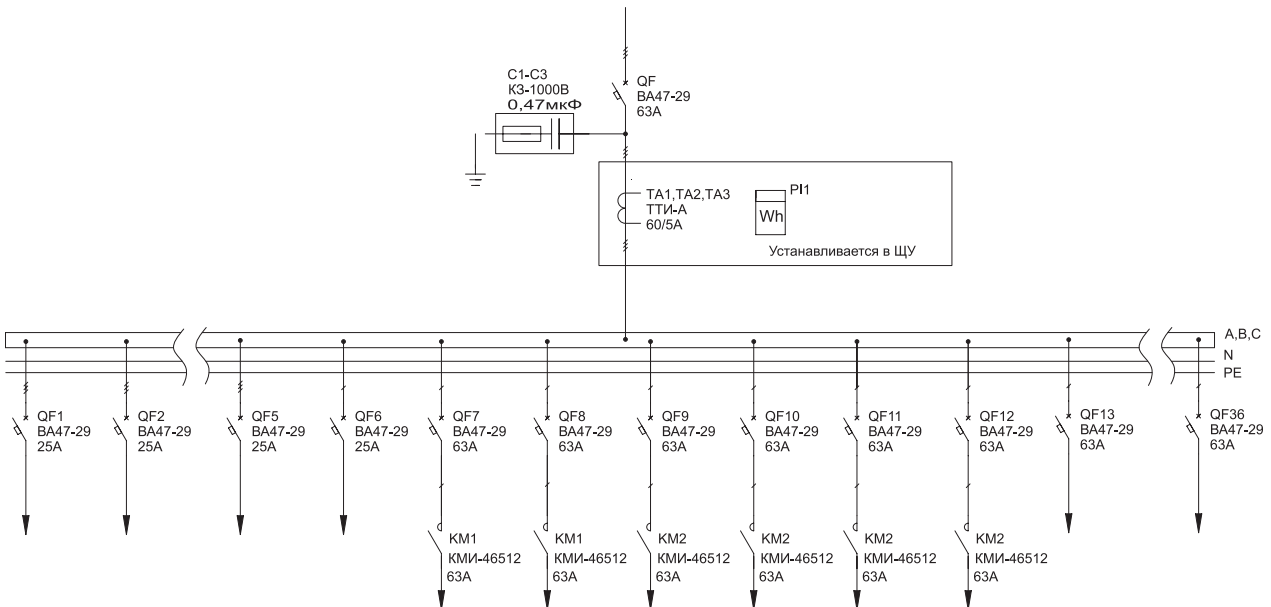 C1-C3
К3-1000В
0,47мкФ
QF
ВА47-29
63А
ТА1,ТА2,ТА3
ТТИ-А
60/5А
PI1
Wh
Устанавливается в ЩУ
A,B,C
N
PE
QF1
ВА47-29
25А
QF2
ВА47-29
25А
QF5
ВА47-29
25А
QF6
ВА47-29
25А
QF7
ВА47-29
63А
QF8
ВА47-29
63А
QF9
ВА47-29
63А
QF10
ВА47-29
63А
QF11
ВА47-29
63А
QF12
ВА47-29
63А
QF13
ВА47-29
63А
QF36
ВА47-29
63А
КМ1
КМИ-46512
63А
КМ1
КМИ-46512
63А
КМ2
КМИ-46512
63А
КМ2
КМИ-46512
63А
КМ2
КМИ-46512
63А
КМ2
КМИ-46512
63А